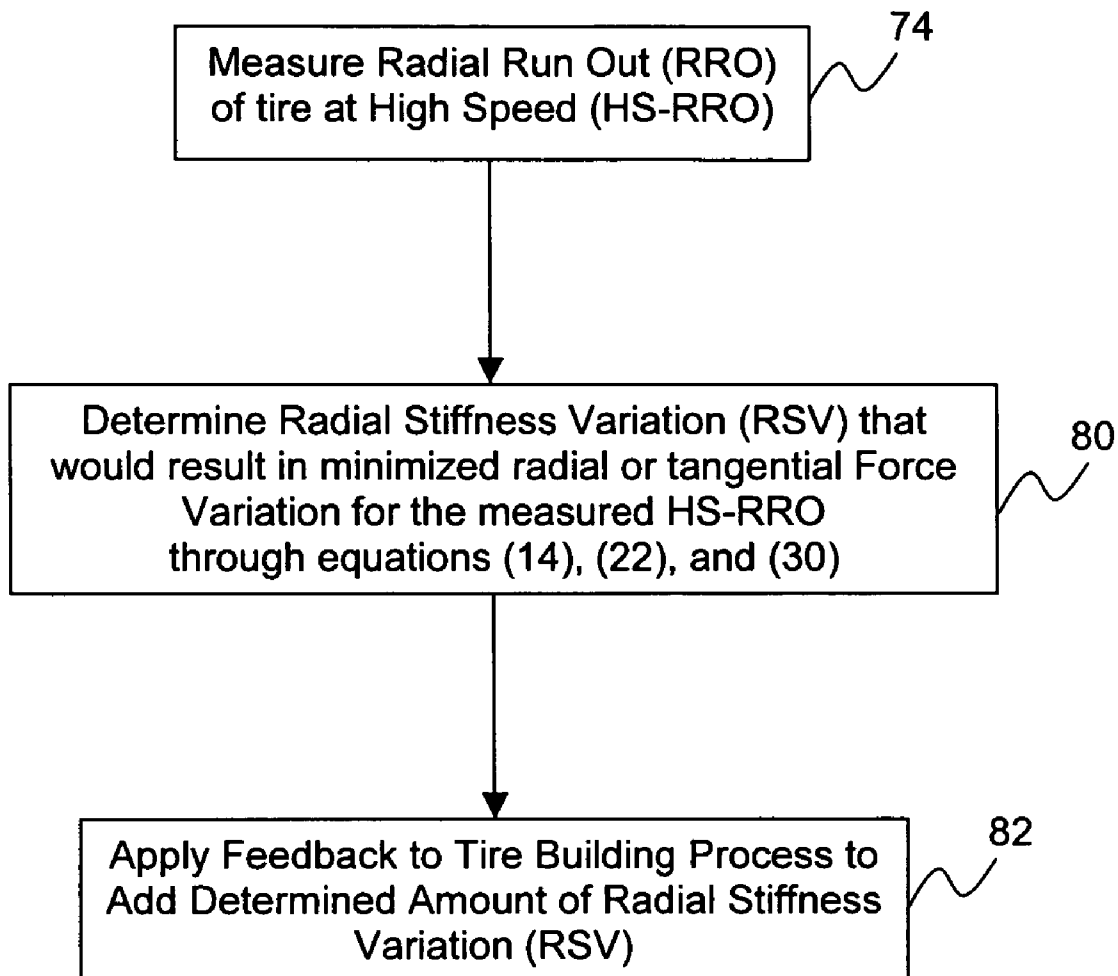 74
Measure Radial Run Out (RRO)
of tire at High Speed (HS-RRO)
80
Determine Radial Stiffness Variation (RSV) that
would result in minimized radial or tangential Force
Variation for the measured HS-RRO
through equations (14), (22), and (30)
82
Apply Feedback to Tire Building Process to
Add Determined Amount of Radial Stiffness
Variation (RSV)